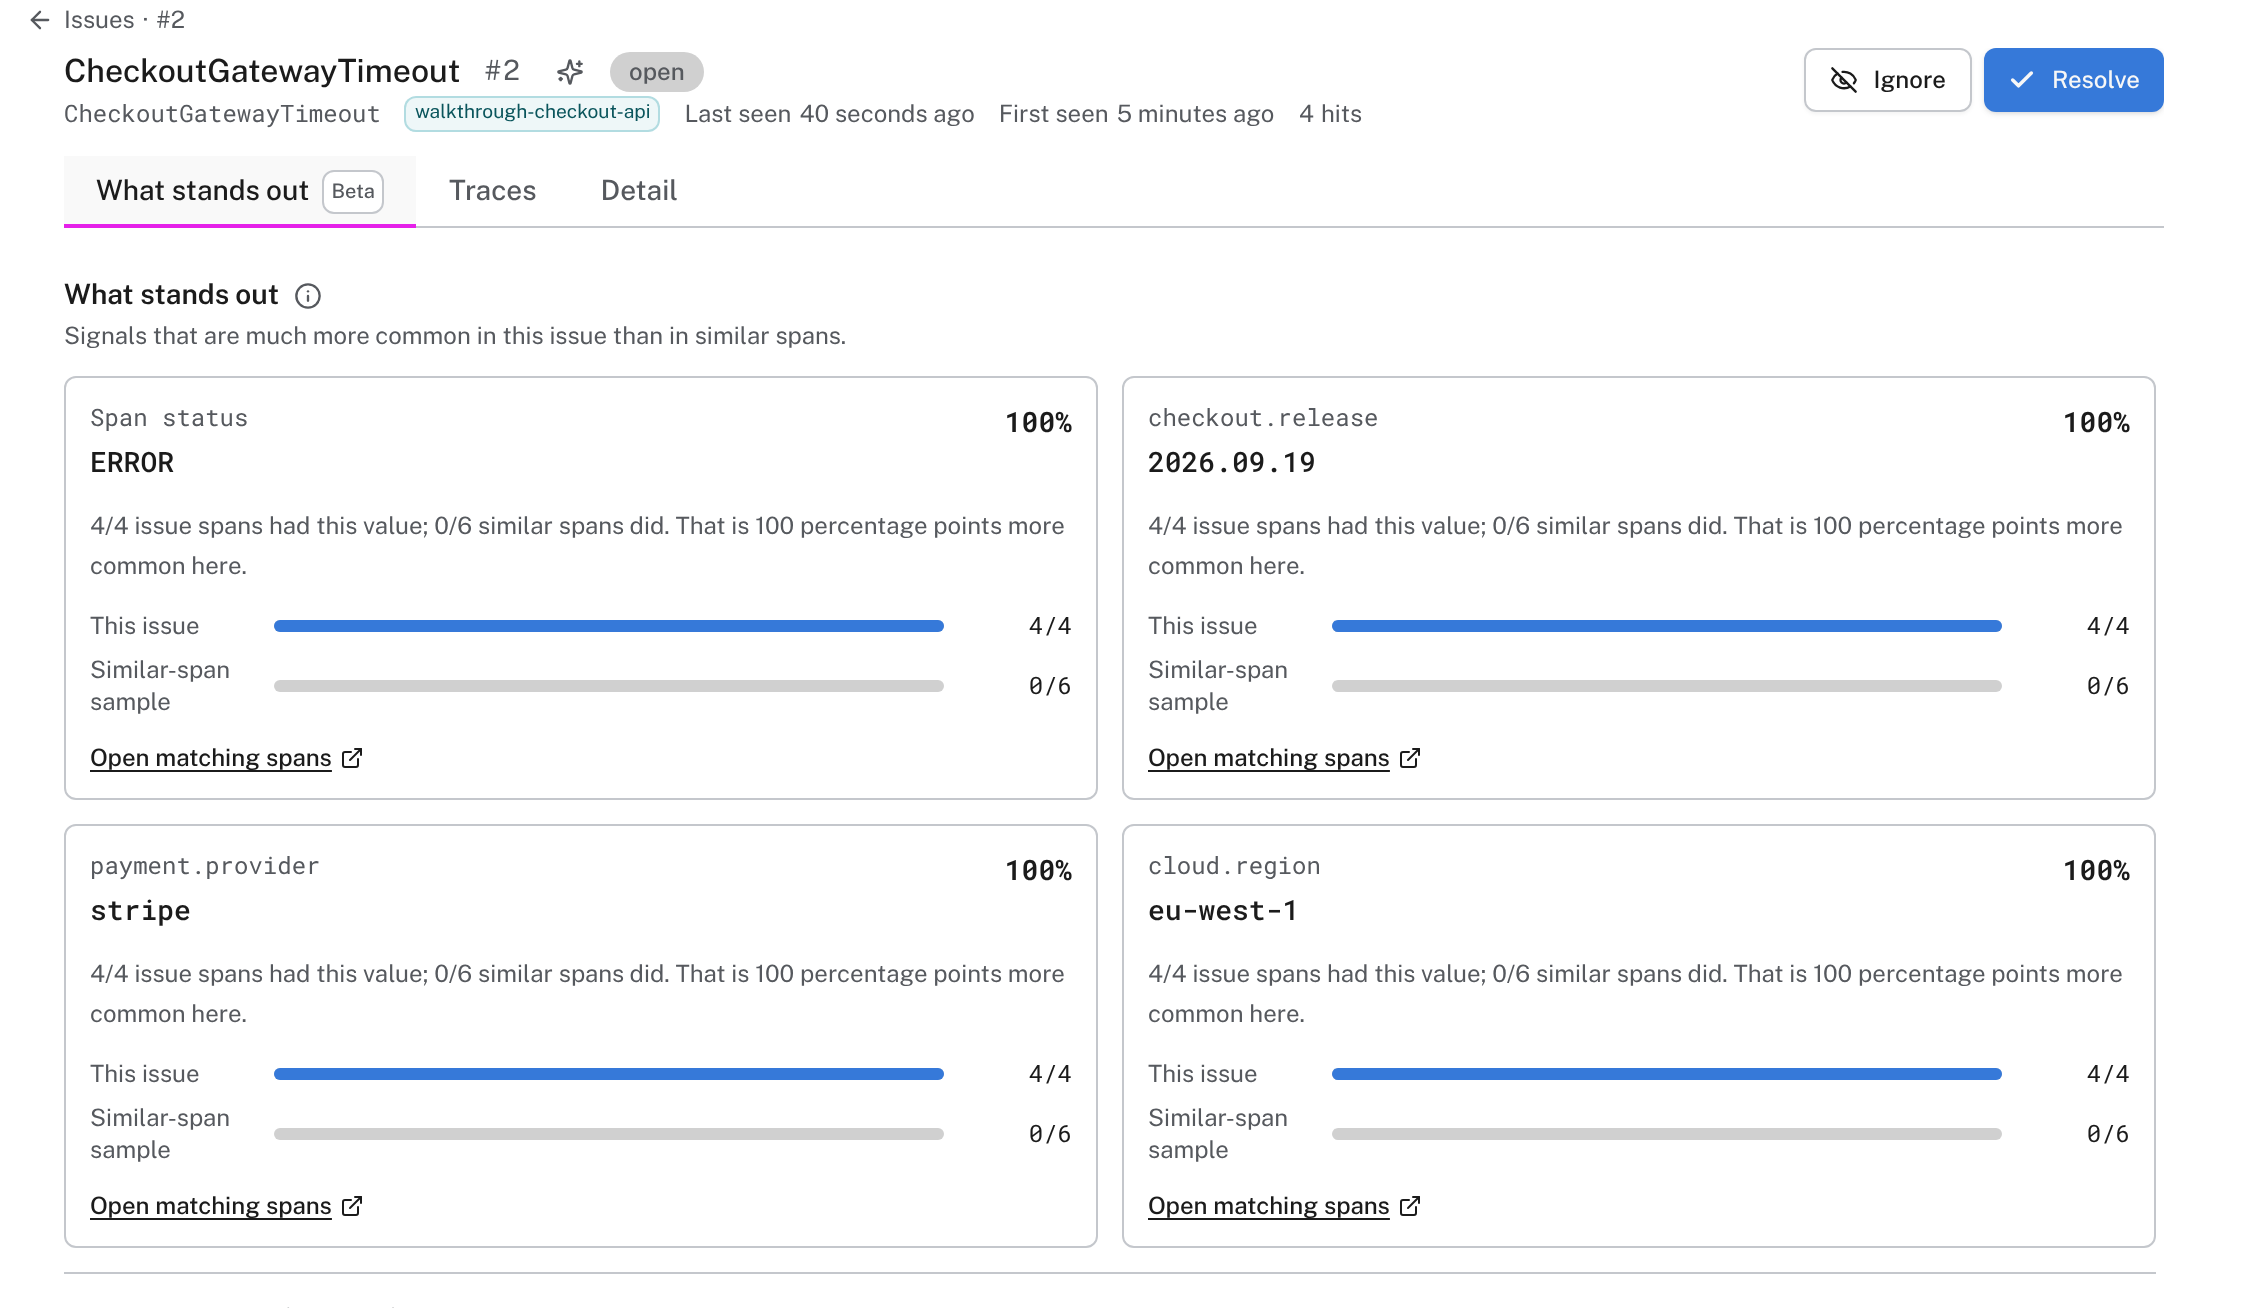 Issues · #2
CheckoutGatewayTimeout #2 open
Ignore
Resolve
CheckoutGatewayTimeout walkthrough-checkout-api Last seen 40 seconds ago First seen 5 minutes ago 4 hits
What stands out Beta Traces Detail
What stands out
Signals that are much more common in this issue than in similar spans.
Span status 100%
ERROR
4/4 issue spans had this value; 0/6 similar spans did. That is 100 percentage points more
common here.
This issue 4/4
Similar-span
sample 0/6
Open matching spans
checkout.release 100%
2026.09.19
4/4 issue spans had this value; 0/6 similar spans did. That is 100 percentage points more
common here.
This issue 4/4
Similar-span
sample 0/6
Open matching spans
payment.provider 100%
stripe
4/4 issue spans had this value; 0/6 similar spans did. That is 100 percentage points more
common here.
This issue 4/4
Similar-span
sample 0/6
Open matching spans
cloud.region 100%
eu-west-1
4/4 issue spans had this value; 0/6 similar spans did. That is 100 percentage points more
common here.
This issue 4/4
Similar-span
sample 0/6
Open matching spans